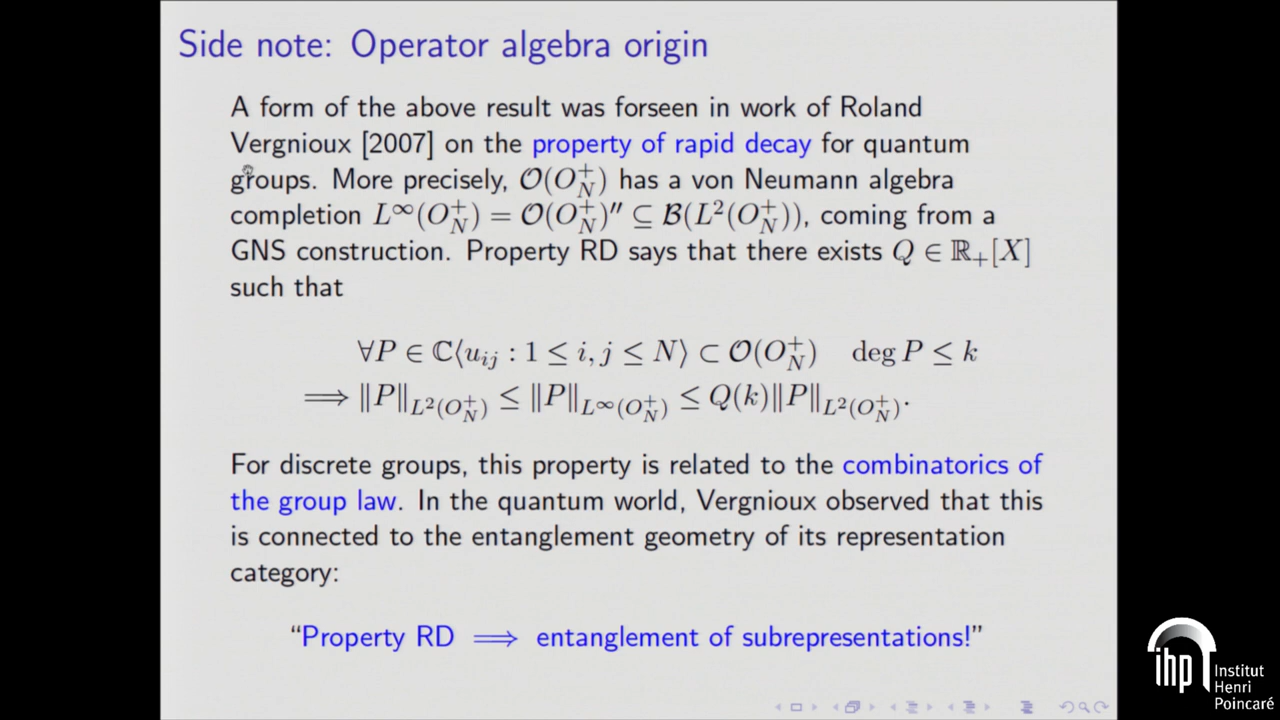 Side note: Operator algebra origin
A form of the above result was forseen in work of Roland
Vergnioux [2007] on the property of rapid decay for quantum
groups. More precisely, 𝒪(O_N^+) has a von Neumann algebra
completion L^∞(O_N^+) = 𝒪(O_N^+)″ ⊆ ℬ(L^2(O_N^+)), coming from a
GNS construction. Property RD says that there exists Q ∈ ℝ_+[X]
such that
∀P ∈ ℂ⟨u_{ij} : 1 ≤ i, j ≤ N⟩ ⊂ 𝒪(O_N^+) deg P ≤ k
⟹ ‖P‖_{L^2(O_N^+)} ≤ ‖P‖_{L^∞(O_N^+)} ≤ Q(k)‖P‖_{L^2(O_N^+)}.
For discrete groups, this property is related to the combinatorics of
the group law. In the quantum world, Vergnioux observed that this
is connected to the entanglement geometry of its representation
category:
“Property RD ⟹ entanglement of subrepresentations!”
ihp Institut
Henri
Poincaré